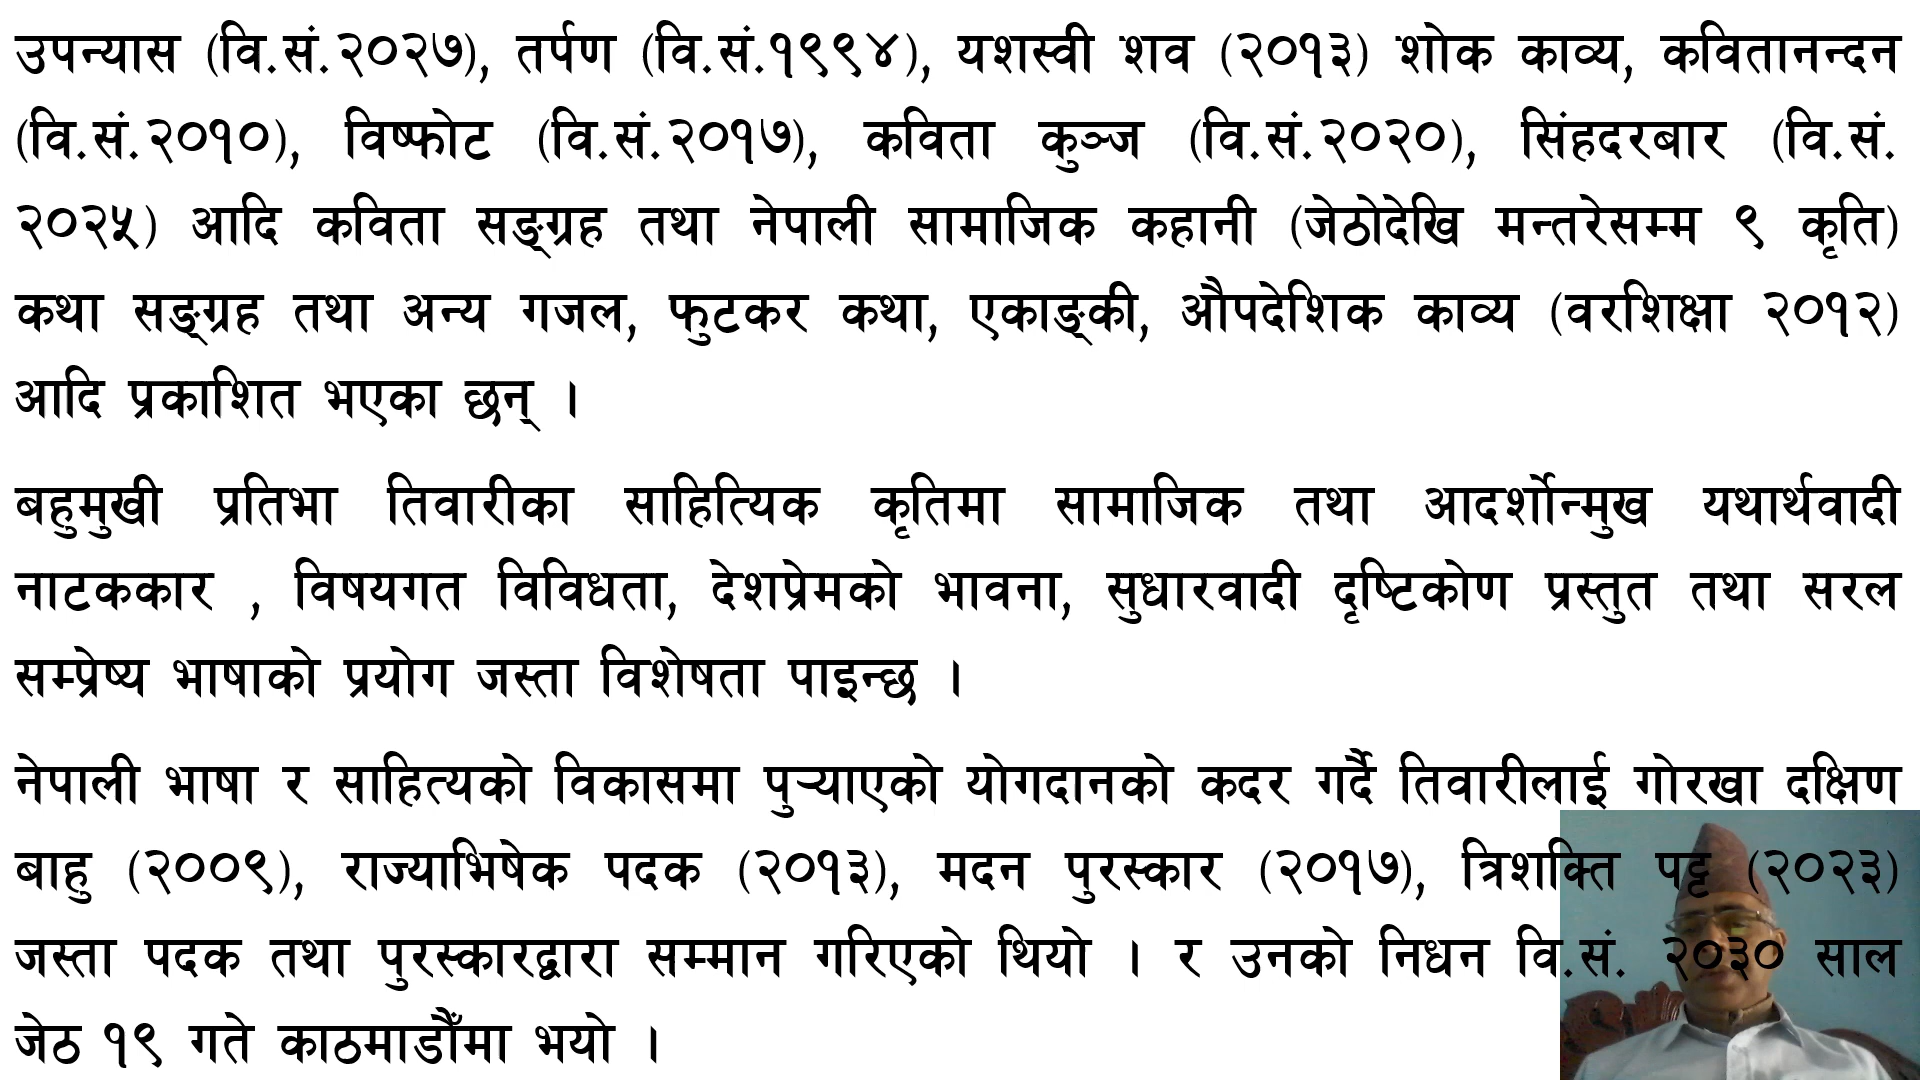 उपन्यास (वि.सं.२०२७), तर्पण (वि.सं.१९९४), यशस्वी शव (२०१३) शोक काव्य, कवितानन्दन
(वि.सं.२०१०), विष्फोट (वि.सं.२०१७), कविता कुञ्ज (वि.सं.२०२०), सिंहदरबार (वि.सं.
२०२५) आदि कविता सङ्ग्रह तथा नेपाली सामाजिक कहानी (जेठोदेखि मन्तरेसम्म ९ कृति)
कथा सङ्ग्रह तथा अन्य गजल, फुटकर कथा, एकाङ्की, औपदेशिक काव्य (वरशिक्षा २०१२)
आदि प्रकाशित भएका छन् ।
बहुमुखी प्रतिभा तिवारीका साहित्यिक कृतिमा सामाजिक तथा आदर्शोन्मुख यथार्थवादी
नाटककार , विषयगत विविधता, देशप्रेमको भावना, सुधारवादी दृष्टिकोण प्रस्तुत तथा सरल
सम्प्रेष्य भाषाको प्रयोग जस्ता विशेषता पाइन्छ ।
नेपाली भाषा र साहित्यको विकासमा पुऱ्याएको योगदानको कदर गर्दै तिवारीलाई गोरखा दक्षिण
बाहु (२००९), राज्याभिषेक पदक (२०१३), मदन पुरस्कार (२०१७), त्रिशक्ति पट्ट (२०२३)
जस्ता पदक तथा पुरस्कारद्वारा सम्मान गरिएको थियो । र उनको निधन वि.सं. २०३० साल
जेठ १९ गते काठमाडौँमा भयो ।